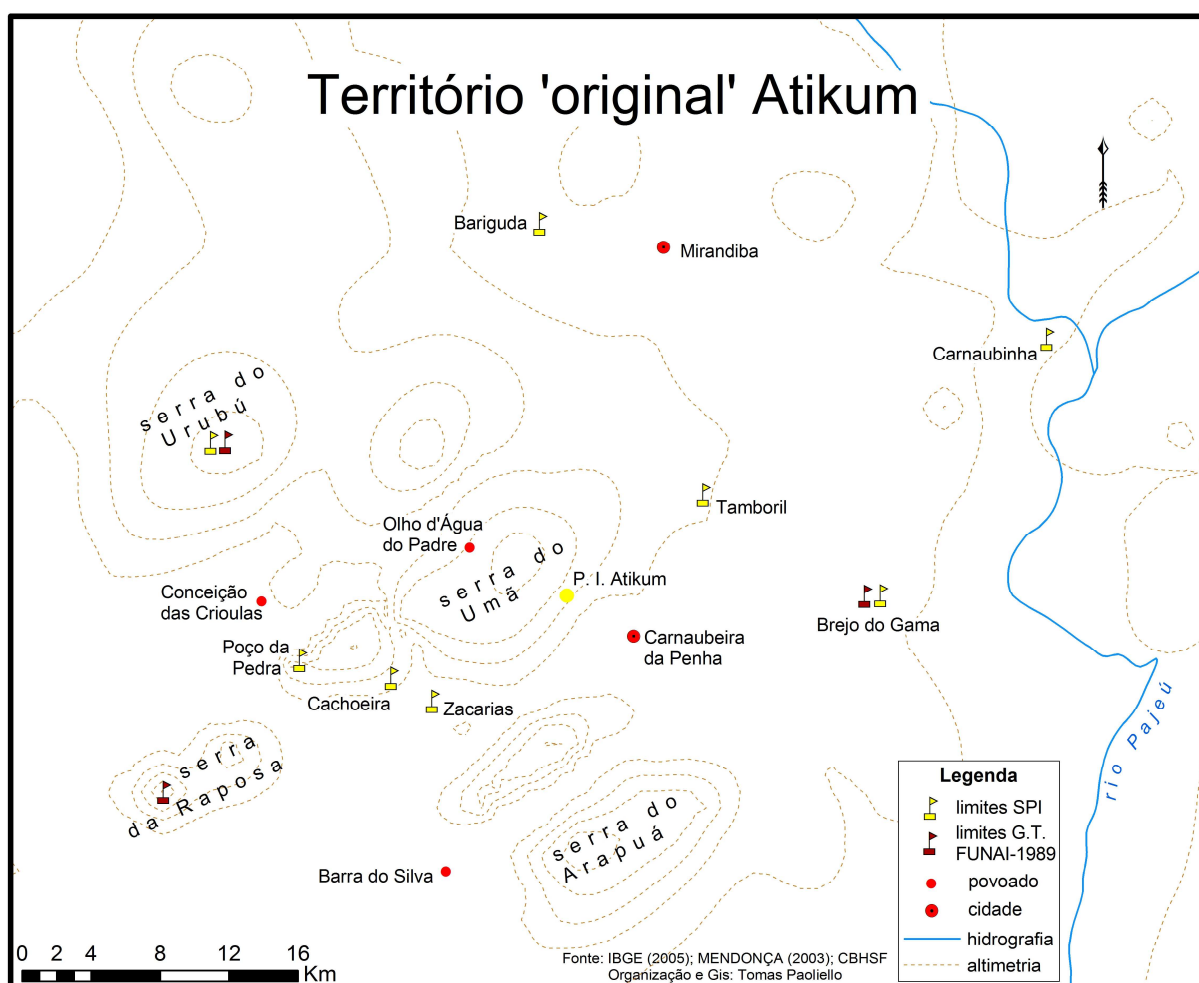 Território 'original' Atikum
Bariguda
Mirandiba
Carnaubinha
serra do
Urubú
Tamboril
Olho d'Água
do Padre
serra do
Umã
P. I. Atikum
Conceição
das Crioulas
Brejo do Gama
Carnaubeira
da Penha
Poço da
Pedra
Cachoeira
Zacarias
rio Pajeú
serra
da Raposa
serra do
Arapuá
Barra do Silva
Legenda
limites SPI
limites G.T.
FUNAI-1989
povoado
cidade
hidrografia
altimetria
0 2 4 8 12 16
Km
Fonte: IBGE (2005); MENDONÇA (2003); CBHSF
Organização e Gis: Tomas Paoliello